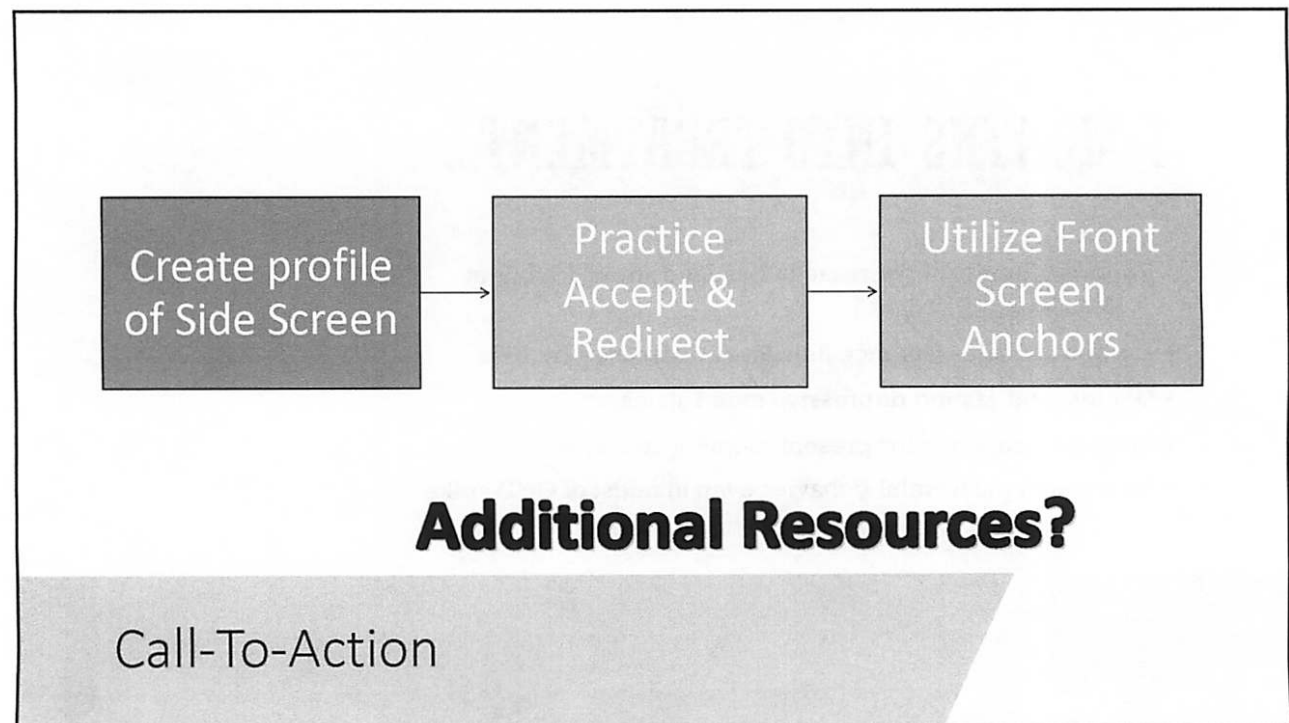 Create profile
of Side Screen
Practice
Accept &
Redirect
Utilize Front
Screen
Anchors
Additional Resources?
Call-To-Action